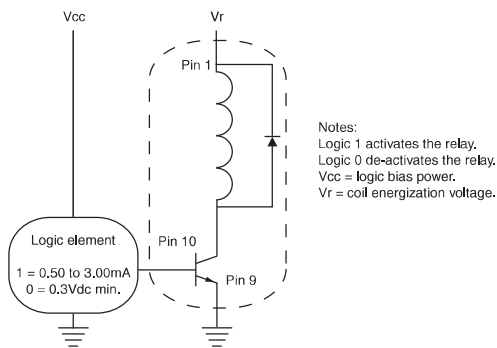 Vcc
Vr
Pin 1
Notes:
Logic 1 activates the relay.
Logic 0 de-activates the relay.
Vcc = logic bias power.
Vr = coil energization voltage.
Logic element
1 = 0.50 to 3.00mA
0 = 0.3Vdc min.
Pin 10
Pin 9